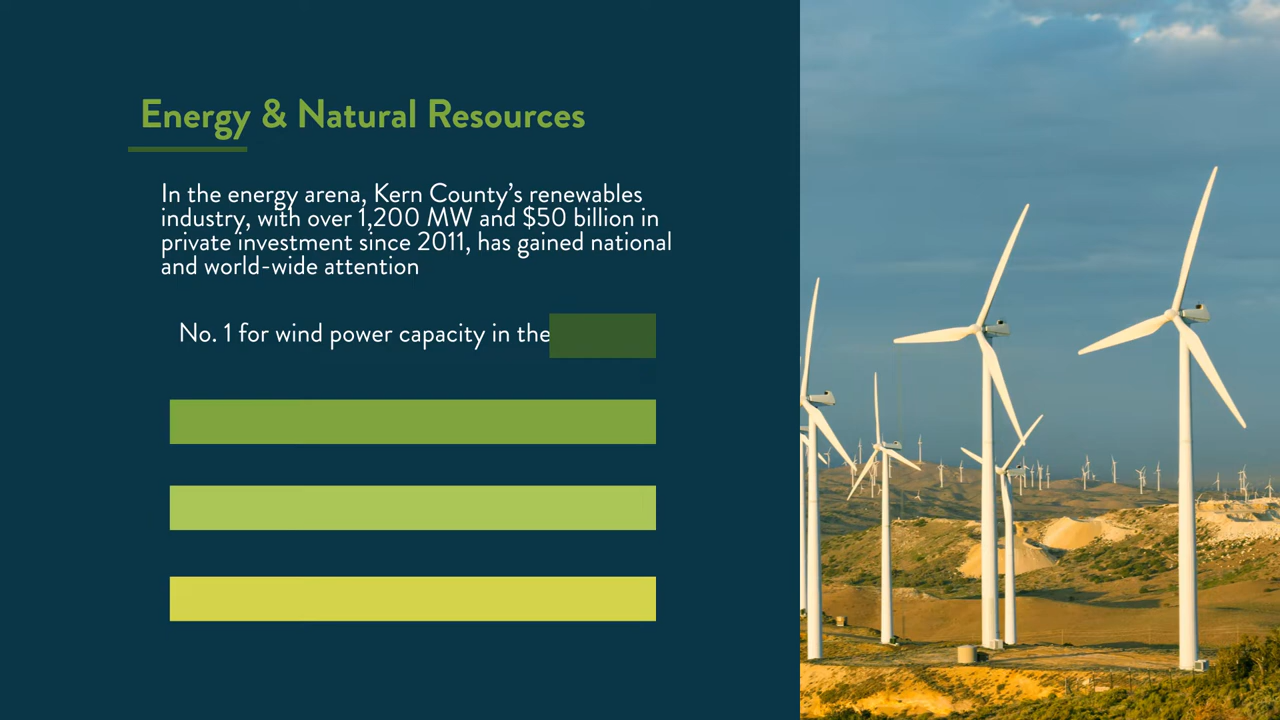 Energy & Natural Resources
In the energy arena, Kern County’s renewables
industry, with over 1,200 MW and $50 billion in
private investment since 2011, has gained national
and world-wide attention
No. 1 for wind power capacity in the